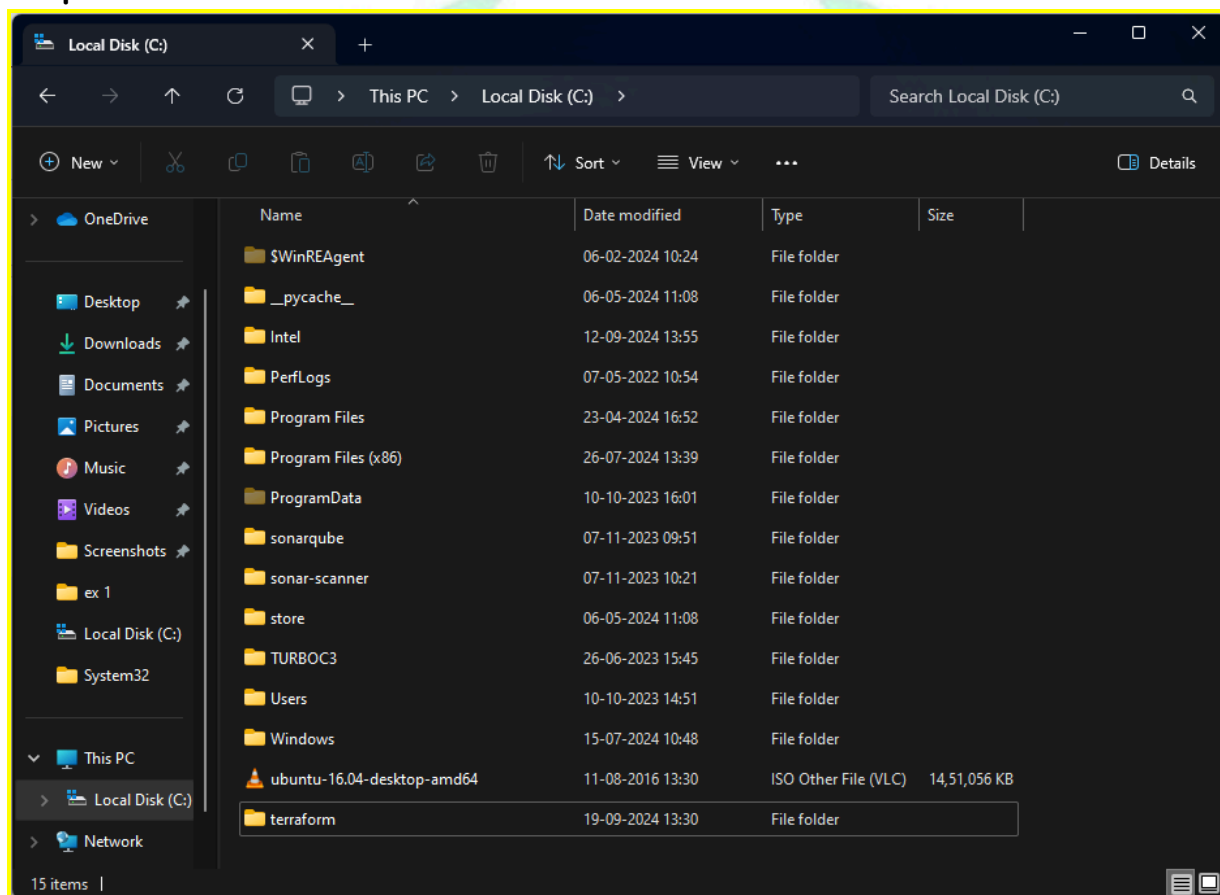 Local Disk (C:)
This PC > Local Disk (C:) >
Search Local Disk (C:)
New
Sort
View
Details
OneDrive
Desktop
Downloads
Documents
Pictures
Music
Videos
Screenshots
ex 1
Local Disk (C:)
System32
This PC
Local Disk (C:)
Network
Name Date modified Type Size
$WinREAgent 06-02-2024 10:24 File folder
__pycache__ 06-05-2024 11:08 File folder
Intel 12-09-2024 13:55 File folder
PerfLogs 07-05-2022 10:54 File folder
Program Files 23-04-2024 16:52 File folder
Program Files (x86) 26-07-2024 13:39 File folder
ProgramData 10-10-2023 16:01 File folder
sonarqube 07-11-2023 09:51 File folder
sonar-scanner 07-11-2023 10:21 File folder
store 06-05-2024 11:08 File folder
TURBOC3 26-06-2023 15:45 File folder
Users 10-10-2023 14:51 File folder
Windows 15-07-2024 10:48 File folder
ubuntu-16.04-desktop-amd64 11-08-2016 13:30 ISO Other File (VLC) 14,51,056 KB
terraform 19-09-2024 13:30 File folder
15 items